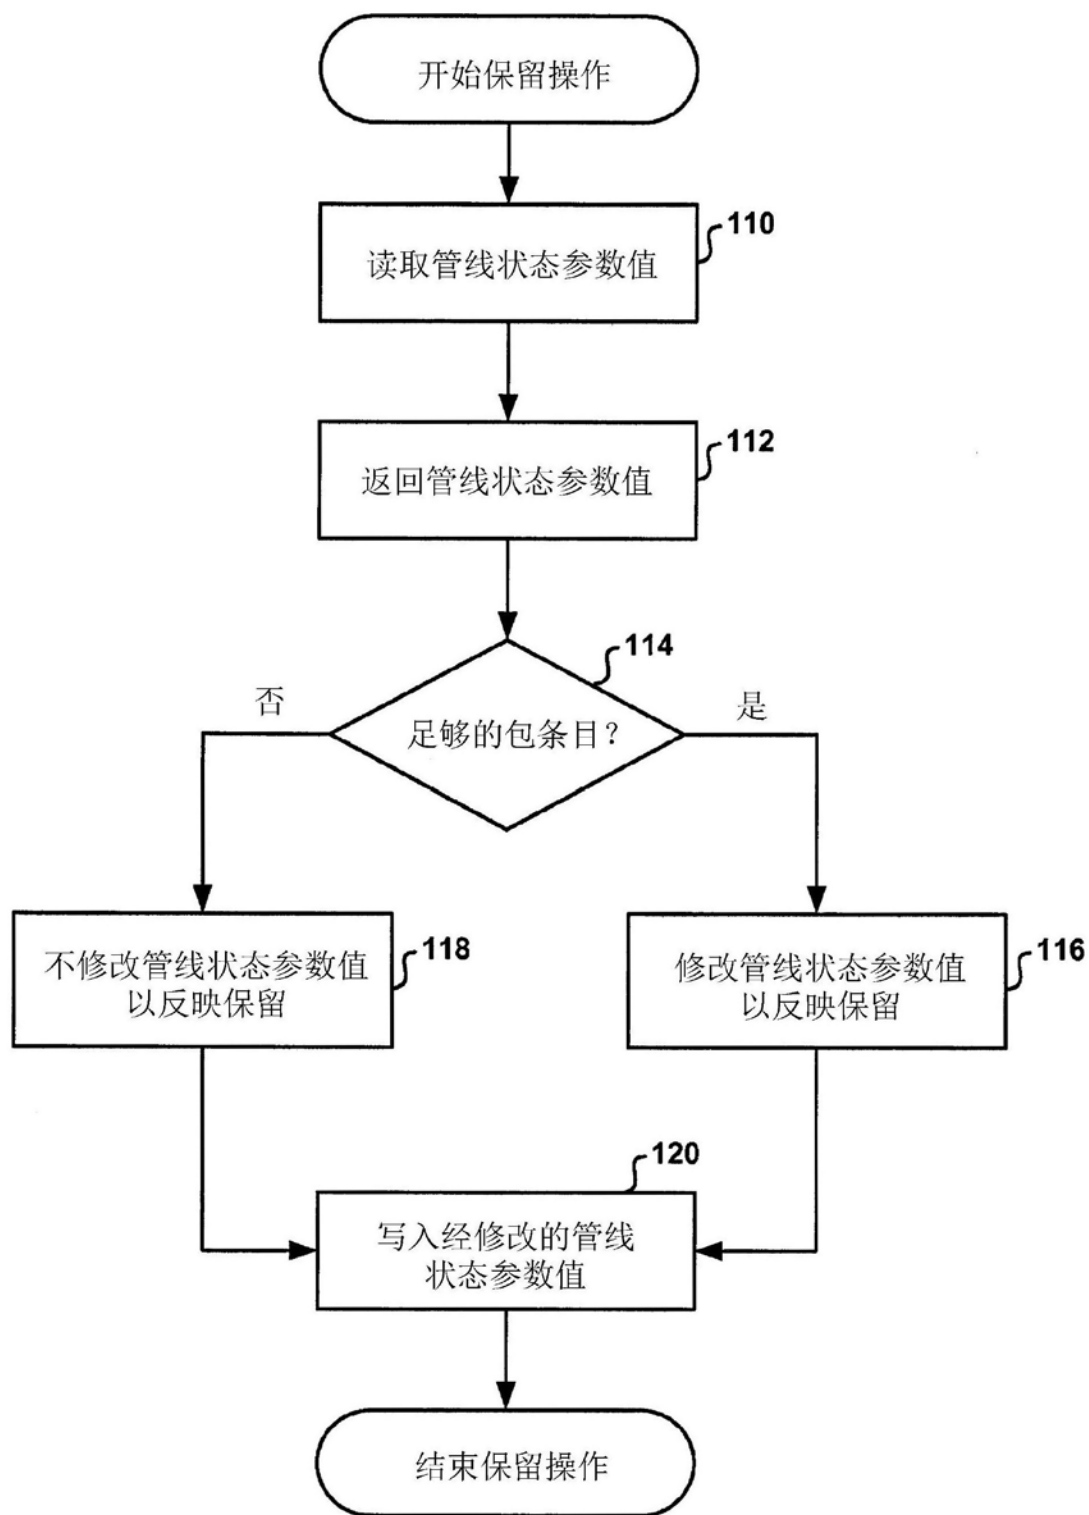 开始保留操作
110
读取管线状态参数值
112
返回管线状态参数值
114
否
是
足够的包条目？
118
不修改管线状态参数值
以反映保留
116
修改管线状态参数值
以反映保留
120
写入经修改的管线
状态参数值
结束保留操作